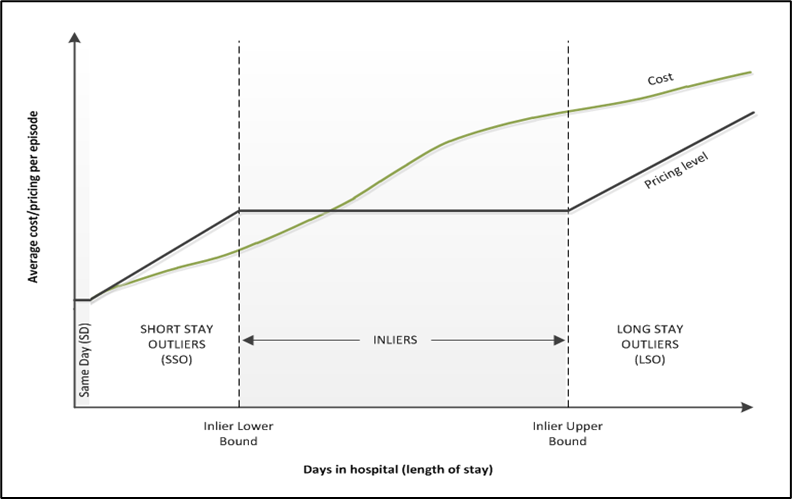 Average cost/pricing per episode
Cost
Pricing level
Same Day (SD)
SHORT STAY
OUTLIERS
(SSO)
INLIERS
LONG STAY
OUTLIERS
(LSO)
Inlier Lower
Bound
Inlier Upper
Bound
Days in hospital (length of stay)